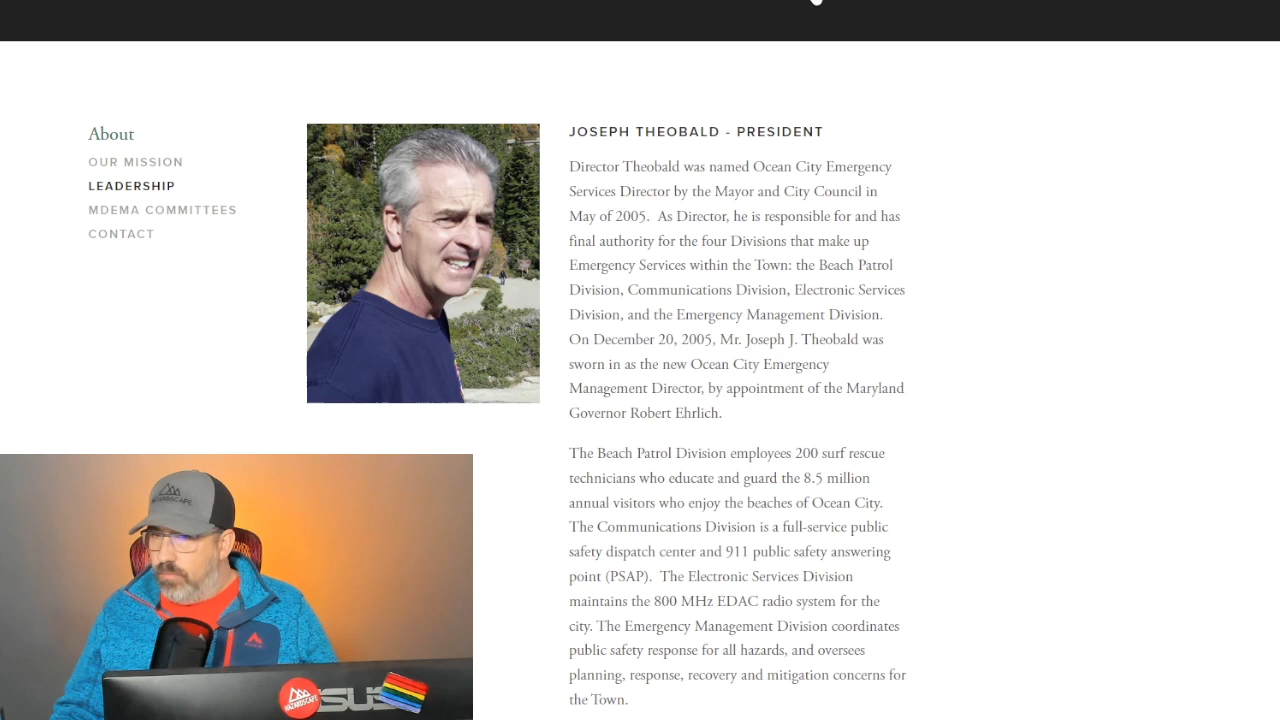 About
OUR MISSION
LEADERSHIP
MDEMA COMMITTEES
CONTACT
JOSEPH THEOBALD - PRESIDENT
Director Theobald was named Ocean City Emergency
Services Director by the Mayor and City Council in
May of 2005.  As Director, he is responsible for and has
final authority for the four Divisions that make up
Emergency Services within the Town: the Beach Patrol
Division, Communications Division, Electronic Services
Division, and the Emergency Management Division.
On December 20, 2005, Mr. Joseph J. Theobald was
sworn in as the new Ocean City Emergency
Management Director, by appointment of the Maryland
Governor Robert Ehrlich.
The Beach Patrol Division employees 200 surf rescue
technicians who educate and guard the 8.5 million
annual visitors who enjoy the beaches of Ocean City.
The Communications Division is a full-service public
safety dispatch center and 911 public safety answering
point (PSAP).  The Electronic Services Division
maintains the 800 MHz EDAC radio system for the
city. The Emergency Management Division coordinates
public safety response for all hazards, and oversees
planning, response, recovery and mitigation concerns for
the Town.
HAZARDSCAPE
HAZARDSCAPE
SUS